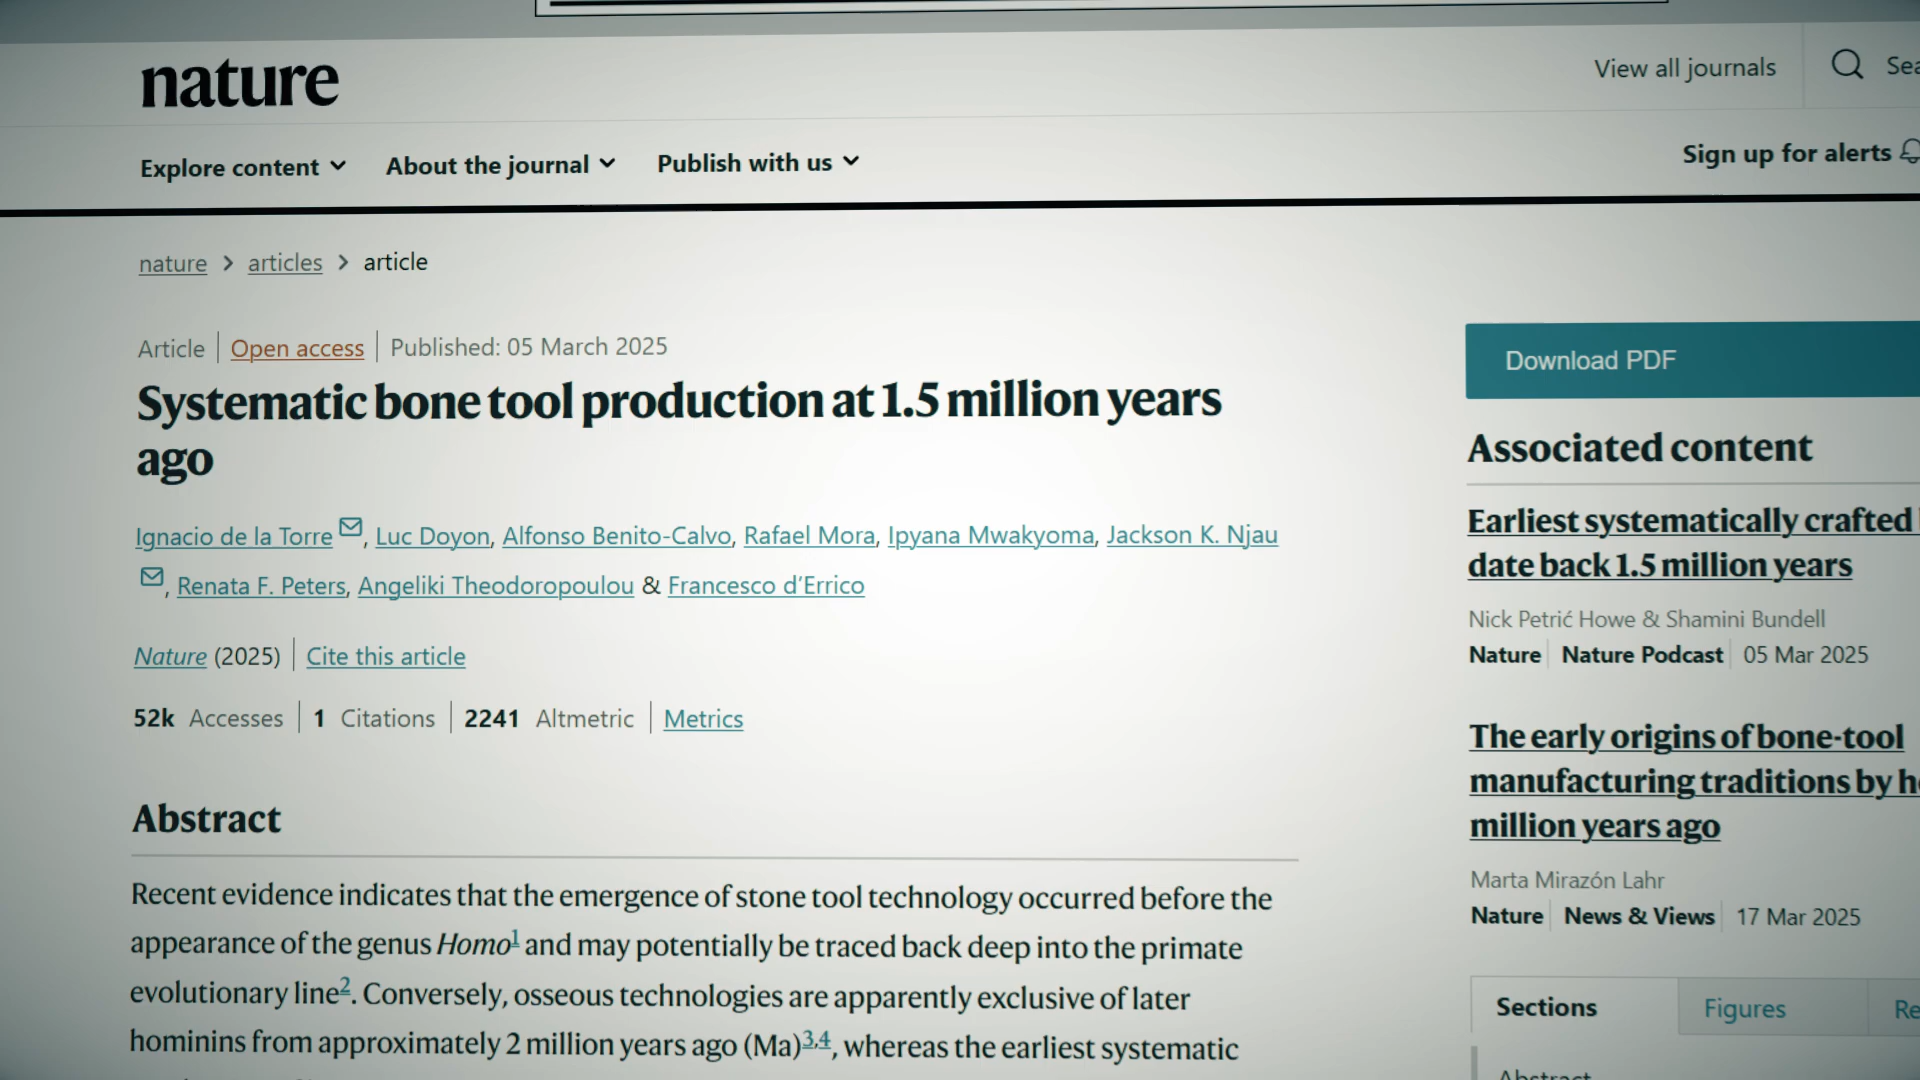 nature
View all journals
Explore content
About the journal
Publish with us
Sign up for alerts
nature > articles > article
Article | Open access | Published: 05 March 2025
Systematic bone tool production at 1.5 million years
ago
Ignacio de la Torre, Luc Doyon, Alfonso Benito-Calvo, Rafael Mora, Ipyana Mwakyoma, Jackson K. Njau
, Renata F. Peters, Angeliki Theodoropoulou & Francesco d'Errico
Nature (2025) | Cite this article
52k Accesses | 1 Citations | 2241 Altmetric | Metrics
Abstract
Recent evidence indicates that the emergence of stone tool technology occurred before the
appearance of the genus Homo1 and may potentially be traced back deep into the primate
evolutionary line2. Conversely, osseous technologies are apparently exclusive of later
hominins from approximately 2 million years ago (Ma)3,4, whereas the earliest systematic
Download PDF
Associated content
Earliest systematically crafted
date back 1.5 million years
Nick Petrić Howe & Shamini Bundell
Nature | Nature Podcast | 05 Mar 2025
The early origins of bone-tool
manufacturing traditions by
million years ago
Marta Mirazón Lahr
Nature | News & Views | 17 Mar 2025
Sections
Figures
Abstract